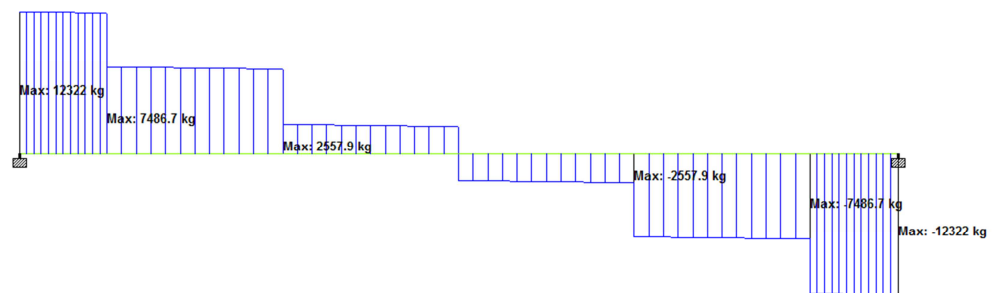 Max: 12322 kg
Max: 7486.7 kg
Max: 2557.9 kg
Max: -2557.9 kg
Max: -7486.7 kg
Max: -12322 kg